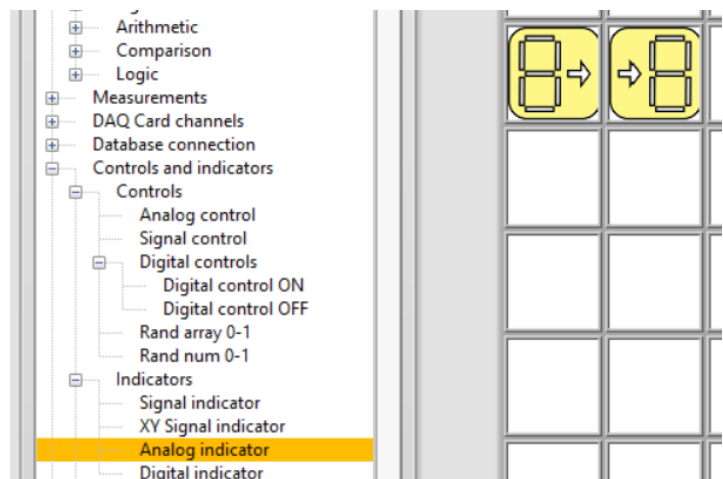 Arithmetic
Comparison
Logic
Measurements
DAQ Card channels
Database connection
Controls and indicators
Controls
Analog control
Signal control
Digital controls
Digital control ON
Digital control OFF
Rand array 0-1
Rand num 0-1
Indicators
Signal indicator
XY Signal indicator
Analog indicator
Digital indicator